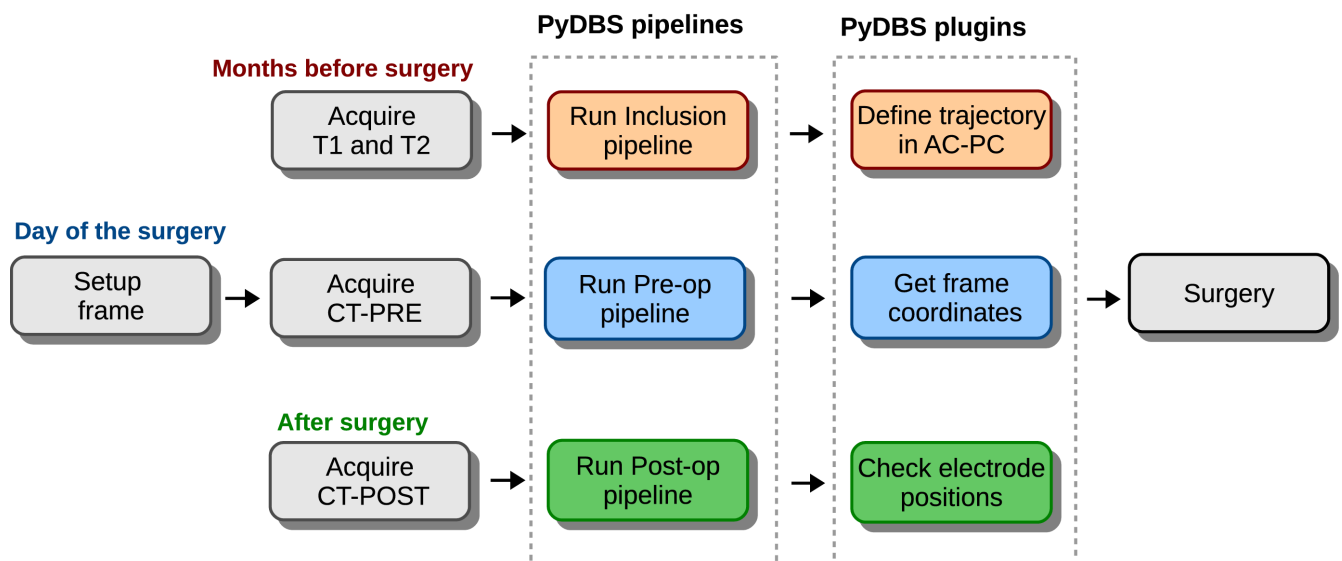 PyDBS pipelines
PyDBS plugins
Months before surgery
Acquire
T1 and T2
Run Inclusion
pipeline
Define trajectory
in AC-PC
Day of the surgery
Setup
frame
Acquire
CT-PRE
Run Pre-op
pipeline
Get frame
coordinates
Surgery
After surgery
Acquire
CT-POST
Run Post-op
pipeline
Check electrode
positions